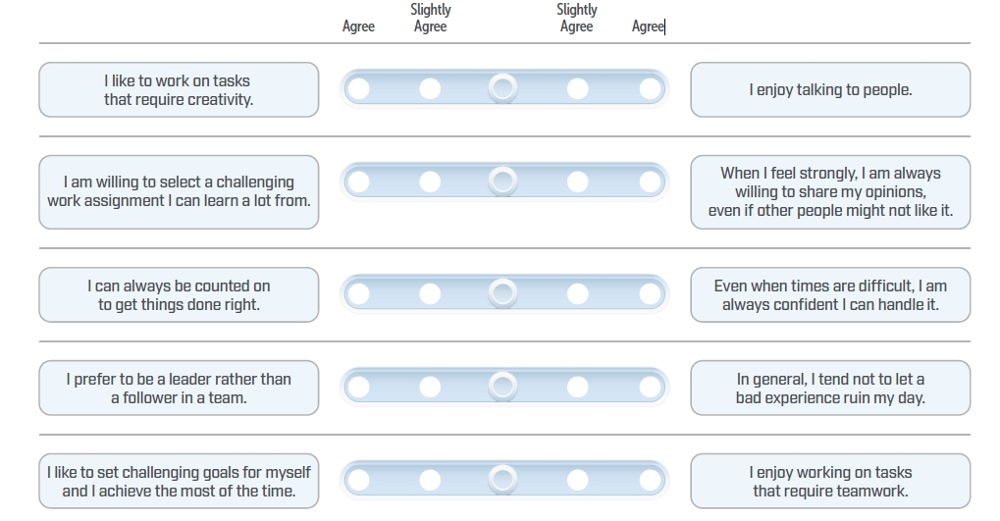 Slightly
Slightly
Agree
Agree
Agree
Agree
I like to work on tasks
that require creativity.
I enjoy talking to people.
I am willing to select a challenging
work assignment I can learn a lot from.
When I feel strongly, I am always
willing to share my opinions,
even if other people might not like it.
I can always be counted on
to get things done right.
Even when times are difficult, I am
always confident I can handle it.
I prefer to be a leader rather than
a follower in a team.
In general, I tend not to let a
bad experience ruin my day.
I like to set challenging goals for myself
and I achieve the most of the time.
I enjoy working on tasks
that require teamwork.